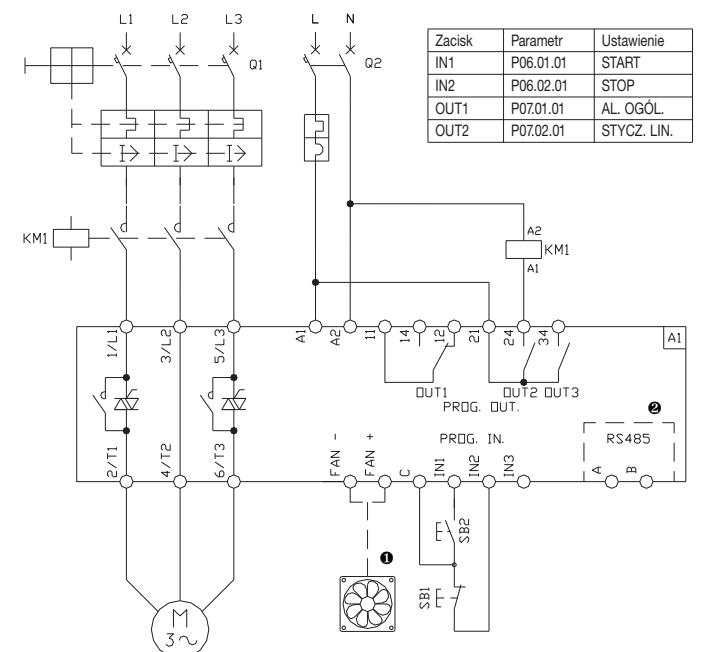 L1 L2 L3 L N
Q1
Q2
Zacisk Parametr Ustawienie
IN1 P06.01.01 START
IN2 P06.02.01 STOP
OUT1 P07.01.01 AL. OGÓL.
OUT2 P07.02.01 STYCZ. LIN.
I> I> I>
KM1
A2
KM1
A1
1/L1 3/L2 5/L3 A1 A2 11 14 12 21 24 34
A1
OUT1 OUT2 OUT3
PROG. OUT.
❷
PROG. IN.
RS485
2/T1 4/T2 6/T3 FAN - FAN + C IN1 IN2 IN3 A B
SB2
❶
SB1
M
3~